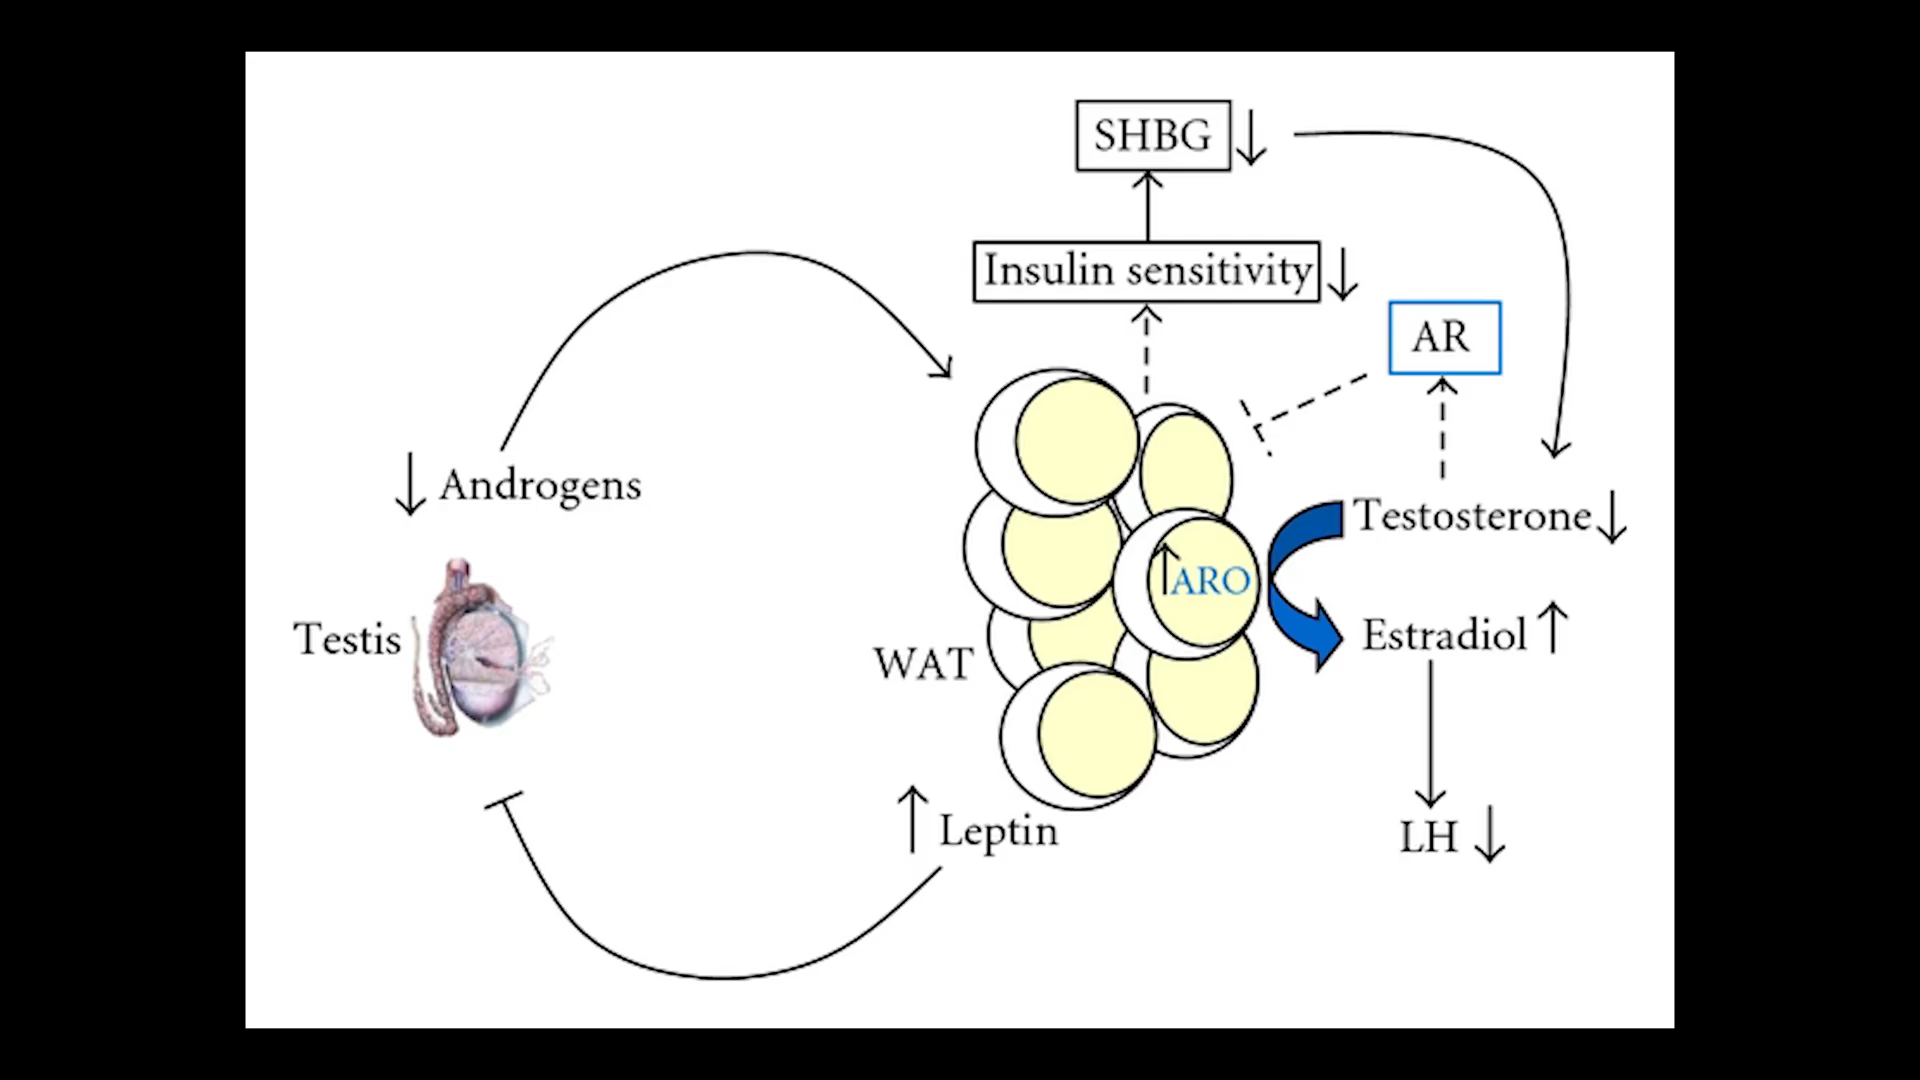 SHBG
Insulin sensitivity
AR
Androgens
Testosterone
ARO
Testis
Estradiol
WAT
Leptin
LH